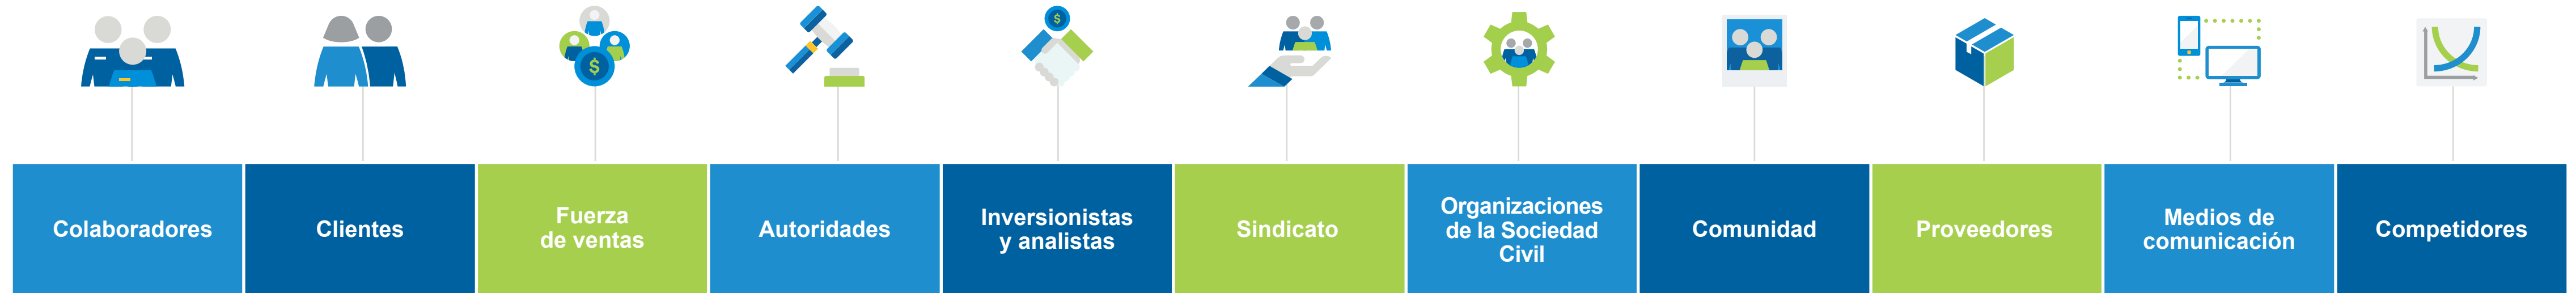 Colaboradores
Clientes
Fuerza
de ventas
Autoridades
Inversionistas
y analistas
Sindicato
Organizaciones
de la Sociedad
Civil
Comunidad
Proveedores
Medios de
comunicación
Competidores